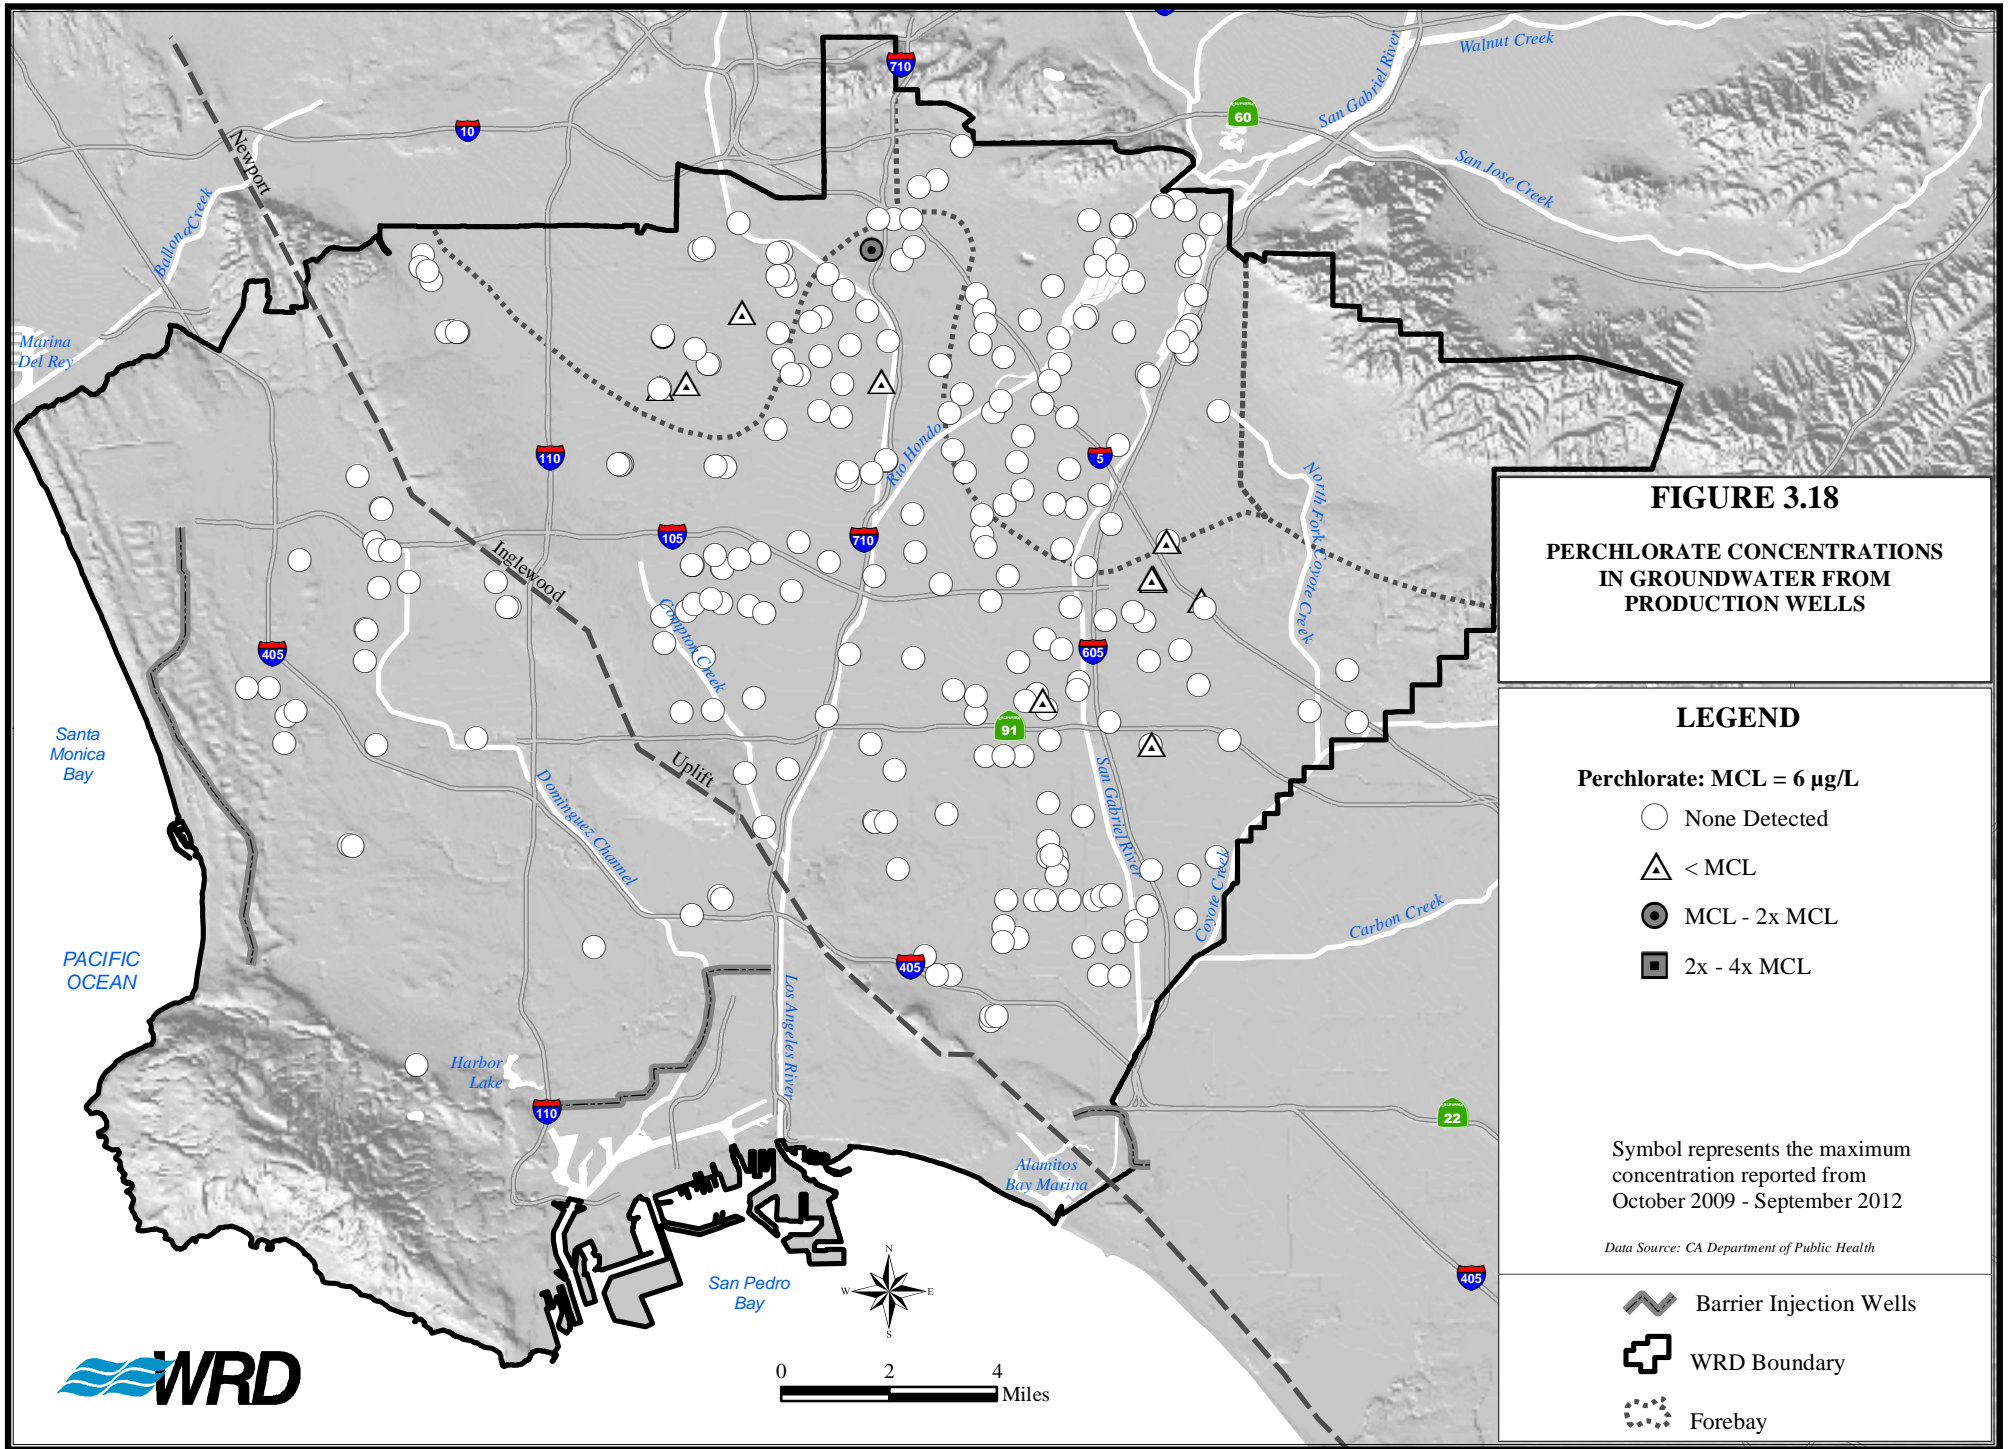 710
Walnut Creek
San Gabriel River
10
CALIFORNIA
60
Newport
San Jose Creek
Ballona Creek
Marina
Del Rey
110
5
Rio Hondo
North Fork Coyote Creek
105
710
Inglewood
Compton Creek
405
605
Santa
Monica
Bay
CALIFORNIA
91
Uplift
Dominguez Channel
San Gabriel River
Coyote Creek
Carbon Creek
PACIFIC
OCEAN
405
Los Angeles River
Harbor
Lake
110
CALIFORNIA
22
Alamitos
Bay Marina
San Pedro
Bay
405
N
W
E
S
0 2 4
Miles
WRD
FIGURE 3.18
PERCHLORATE CONCENTRATIONS
IN GROUNDWATER FROM
PRODUCTION WELLS
LEGEND
Perchlorate: MCL = 6 µg/L
None Detected
< MCL
MCL - 2x MCL
2x - 4x MCL
Symbol represents the maximum
concentration reported from
October 2009 - September 2012
Data Source: CA Department of Public Health
Barrier Injection Wells
WRD Boundary
Forebay